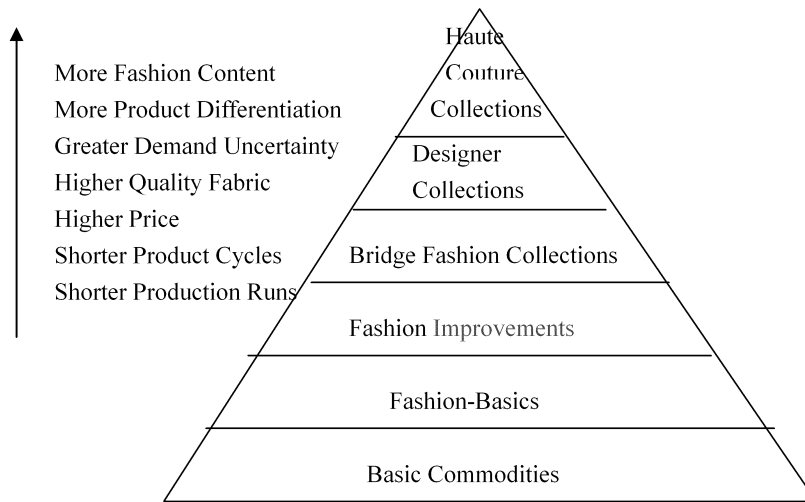 More Fashion Content
More Product Differentiation
Greater Demand Uncertainty
Higher Quality Fabric
Higher Price
Shorter Product Cycles
Shorter Production Runs
Haute
Couture
Collections
Designer
Collections
Bridge Fashion Collections
Fashion Improvements
Fashion-Basics
Basic Commodities